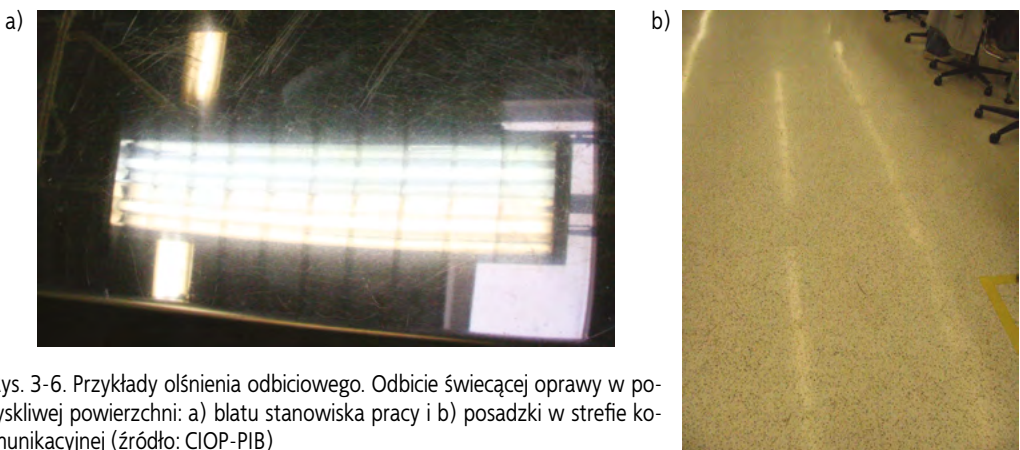 a)
b)
ys. 3-6. Przykłady olśnienia odbiciowego. Odbicie świecącej oprawy w po-
yskliwej powierzchni: a) blatu stanowiska pracy i b) posadzki w strefie ko-
munikacyjnej (źródło: CIOP-PIB)